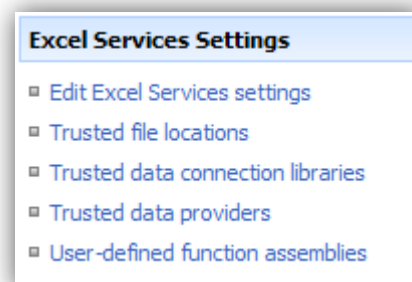 Excel Services Settings
Edit Excel Services settings
Trusted file locations
Trusted data connection libraries
Trusted data providers
User-defined function assemblies